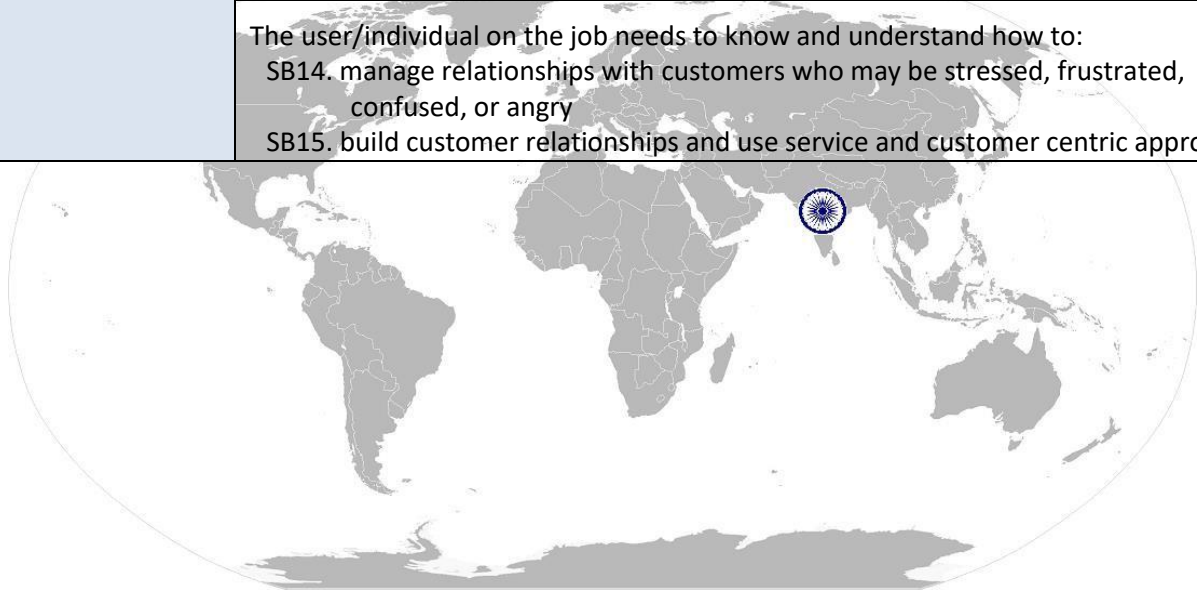 The user/individual on the job needs to know and understand how to:
SB14. manage relationships with customers who may be stressed, frustrated,
confused, or angry
SB15. build customer relationships and use service and customer centric